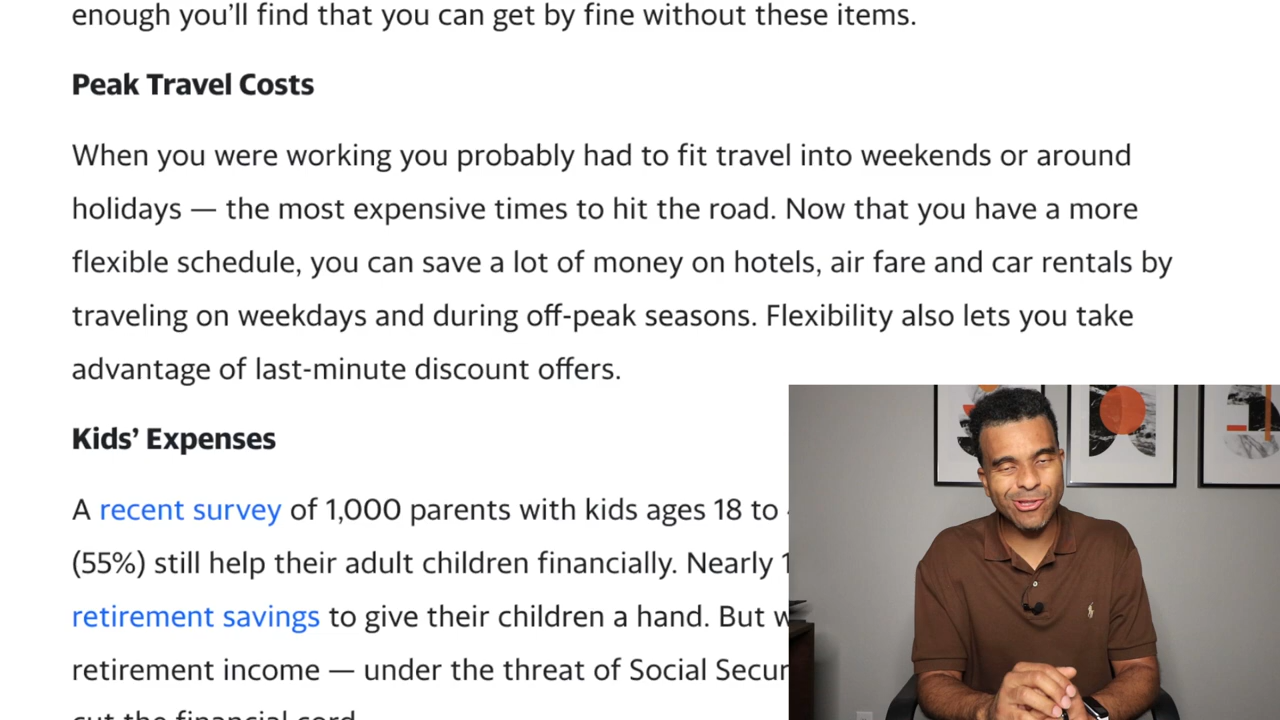 enough you’ll find that you can get by fine without these items.
Peak Travel Costs
When you were working you probably had to fit travel into weekends or around
holidays — the most expensive times to hit the road. Now that you have a more
flexible schedule, you can save a lot of money on hotels, air fare and car rentals by
traveling on weekdays and during off-peak seasons. Flexibility also lets you take
advantage of last-minute discount offers.
Kids’ Expenses
A recent survey of 1,000 parents with kids ages 18 to
(55%) still help their adult children financially. Nearly
retirement savings to give their children a hand. But
retirement income — under the threat of Social
cut the financial cord